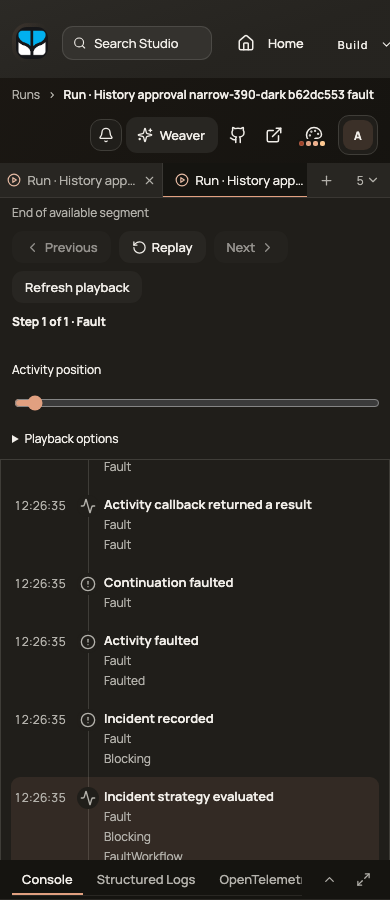 Search Studio
Home
Build
Runs > Run · History approval narrow-390-dark b62dc553 fault
Weaver
A
Run · History app...
Run · History app...
5
End of available segment
Previous
Replay
Next
Refresh playback
Step 1 of 1 · Fault
Activity position
Playback options
Fault
12:26:35 Activity callback returned a result
Fault
Fault
12:26:35 Continuation faulted
Fault
12:26:35 Activity faulted
Fault
Faulted
12:26:35 Incident recorded
Fault
Blocking
12:26:35 Incident strategy evaluated
Fault
Blocking
FaultWorkflow
Console
Structured Logs
OpenTelemet